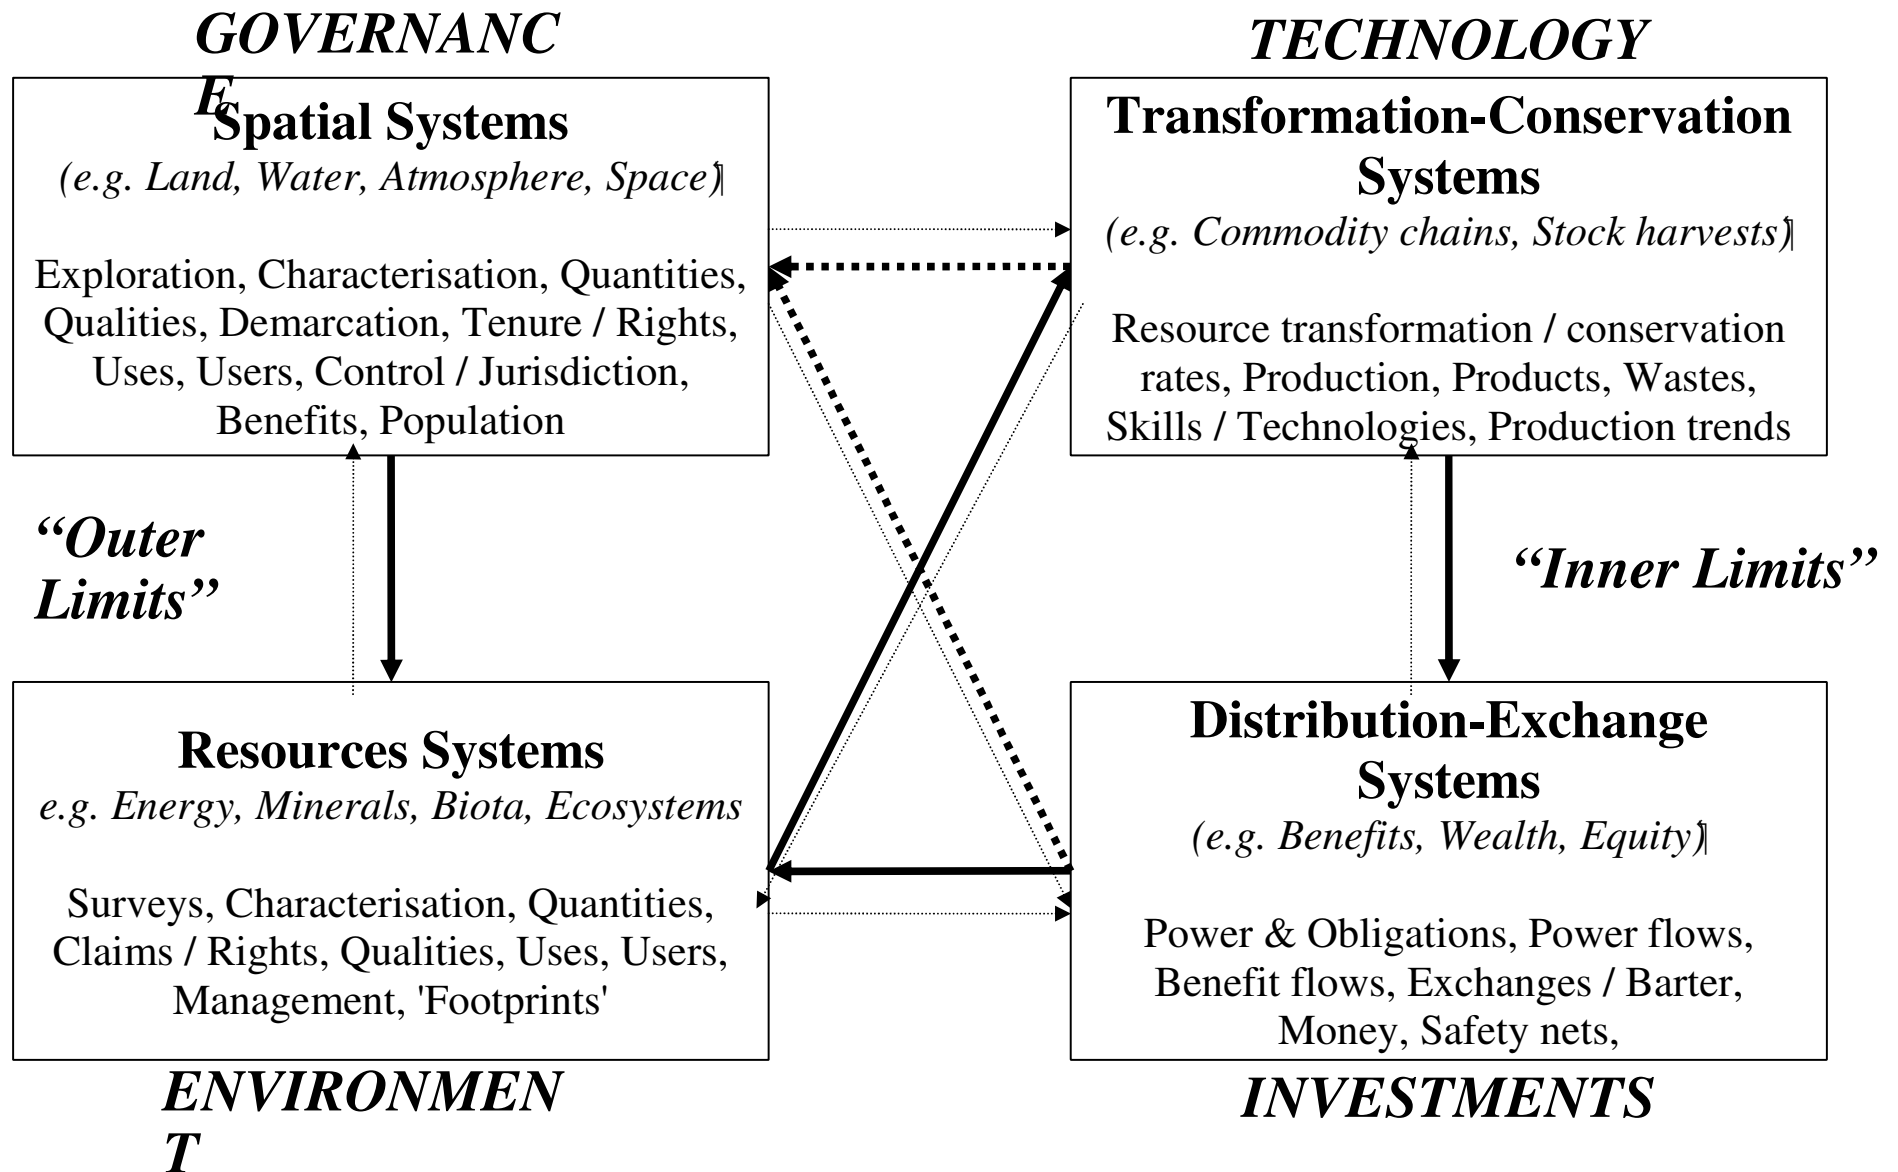 GOVERNANC
E
TECHNOLOGY
Spatial Systems
(e.g. Land, Water, Atmosphere, Space)
Exploration, Characterisation, Quantities,
Qualities, Demarcation, Tenure / Rights,
Uses, Users, Control / Jurisdiction,
Benefits, Population
Transformation-Conservation
Systems
(e.g. Commodity chains, Stock harvests)
Resource transformation / conservation
rates, Production, Products, Wastes,
Skills / Technologies, Production trends
“Outer
Limits”
“Inner Limits”
Resources Systems
e.g. Energy, Minerals, Biota, Ecosystems
Surveys, Characterisation, Quantities,
Claims / Rights, Qualities, Uses, Users,
Management, 'Footprints'
Distribution-Exchange
Systems
(e.g. Benefits, Wealth, Equity)
Power & Obligations, Power flows,
Benefit flows, Exchanges / Barter,
Money, Safety nets,
ENVIRONMEN
T
INVESTMENTS